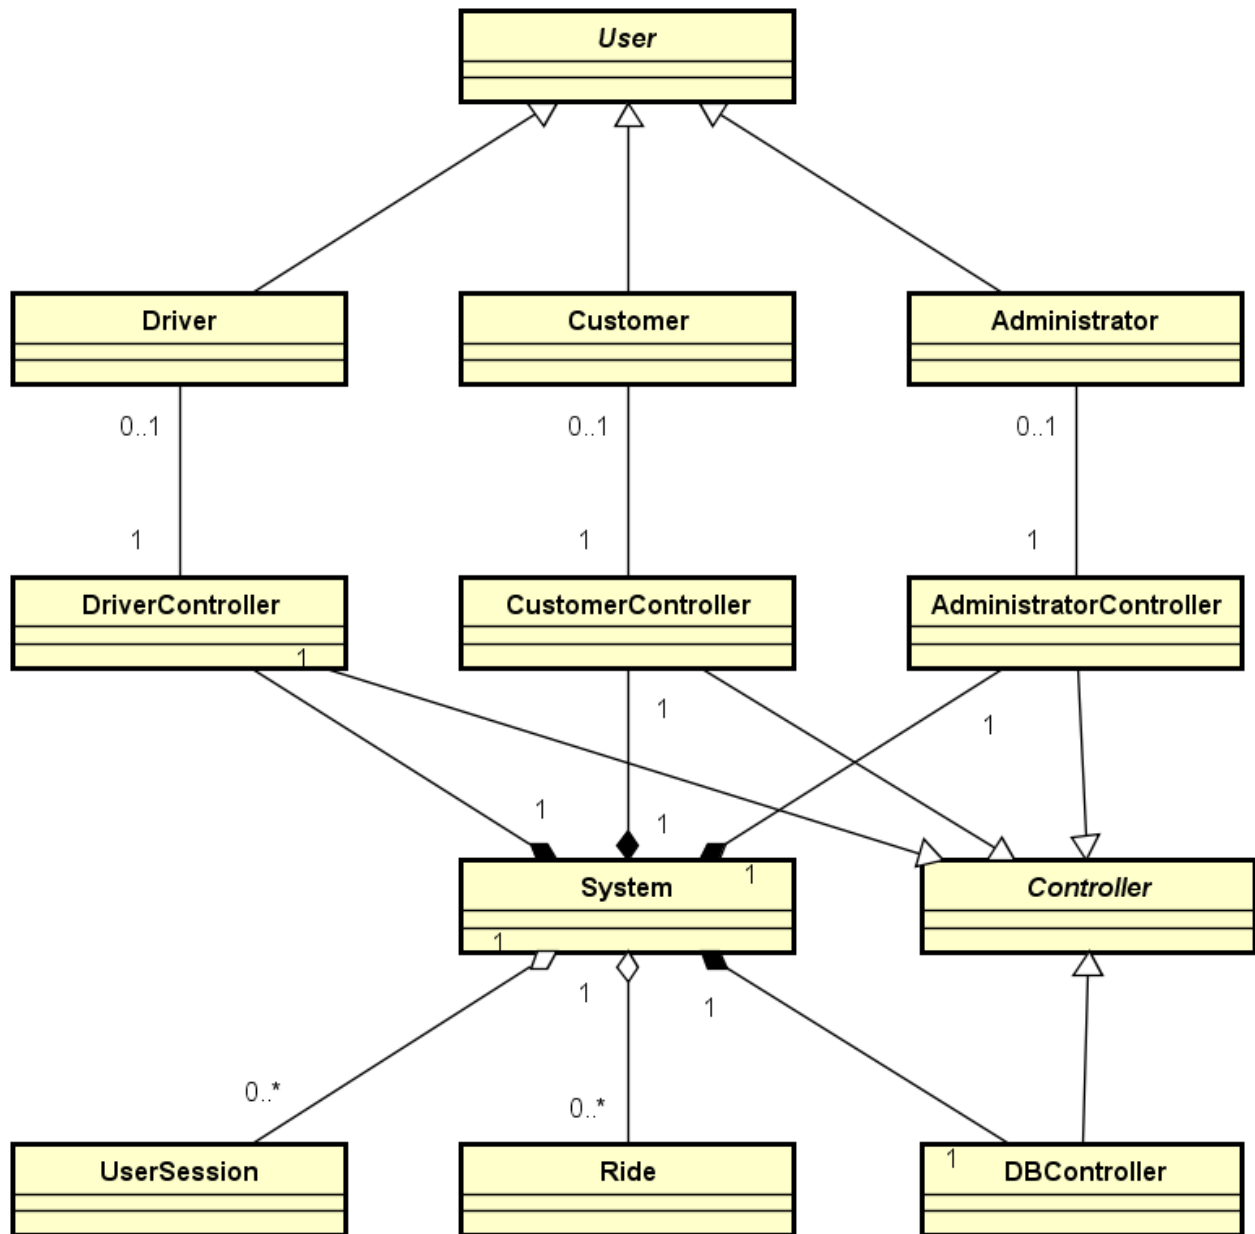 User
Driver
Customer
Administrator
0..1
0..1
0..1
1
1
1
DriverController
CustomerController
AdministratorController
1
1
1
1
1
1
System
Controller
1
1
1
0..*
0..*
1
UserSession
Ride
DBController